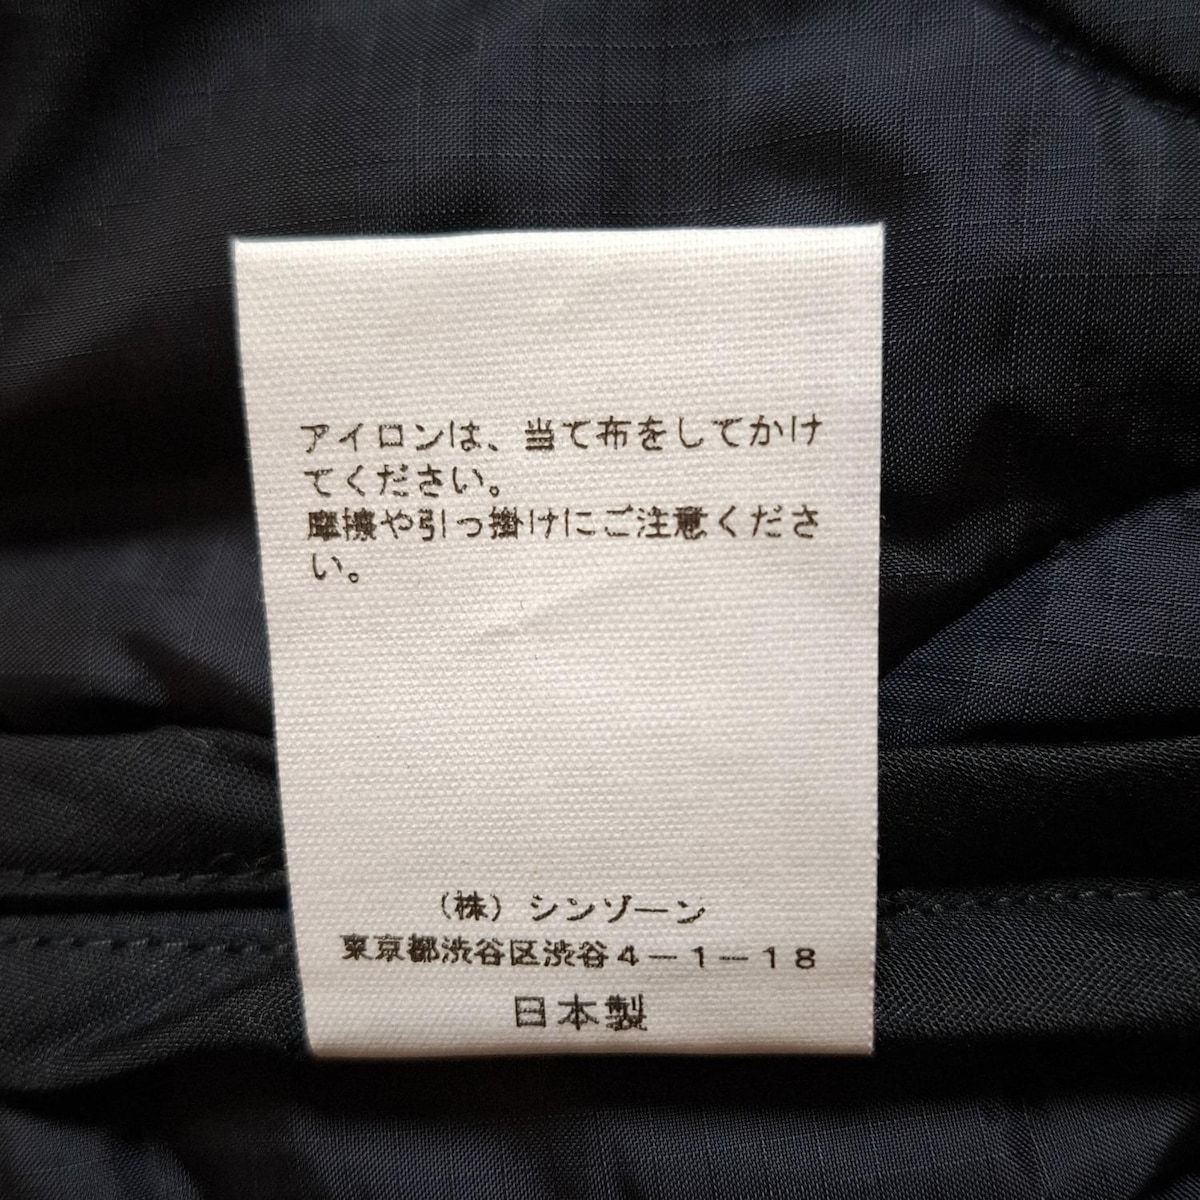 アイロンは、当て布をしてかけ
てください。
摩擦や引っ掛けにご注意くださ
い。
（株）シンゾーン
東京都渋谷区渋谷４－１－１８
日本製